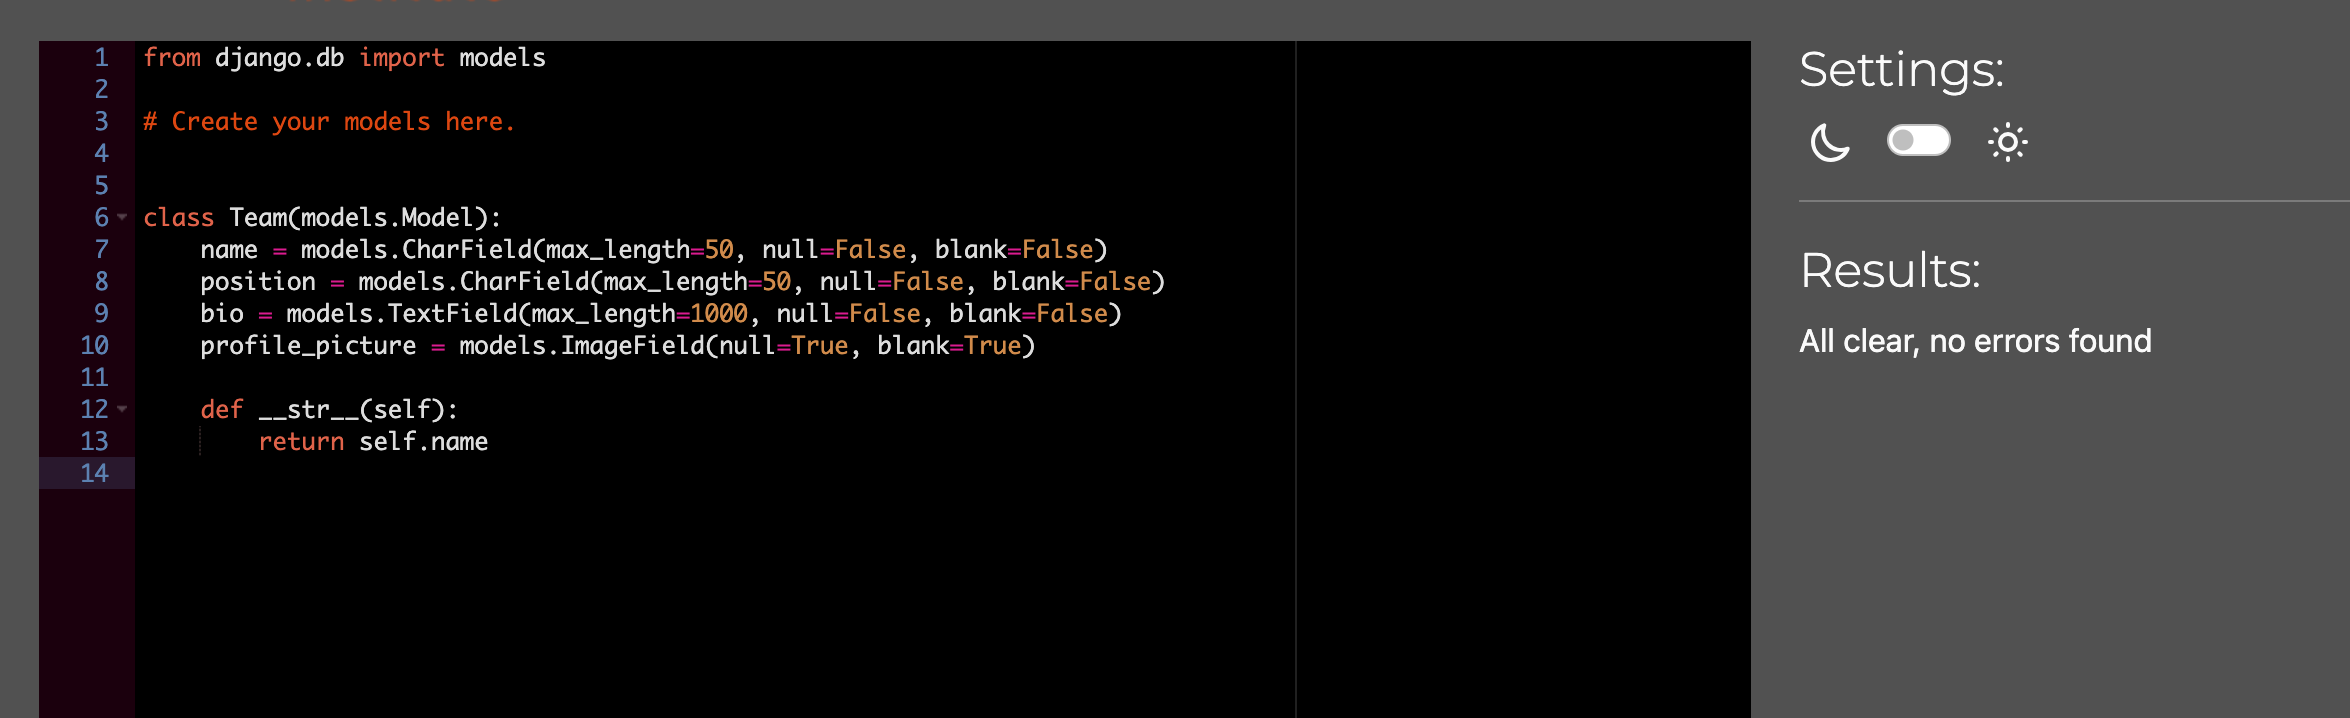 1 from django.db import models
2
3 # Create your models here.
4
5
6 class Team(models.Model):
7     name = models.CharField(max_length=50, null=False, blank=False)
8     position = models.CharField(max_length=50, null=False, blank=False)
9     bio = models.TextField(max_length=1000, null=False, blank=False)
10     profile_picture = models.ImageField(null=True, blank=True)
11
12     def __str__(self):
13         return self.name
14
Settings:
Results:
All clear, no errors found